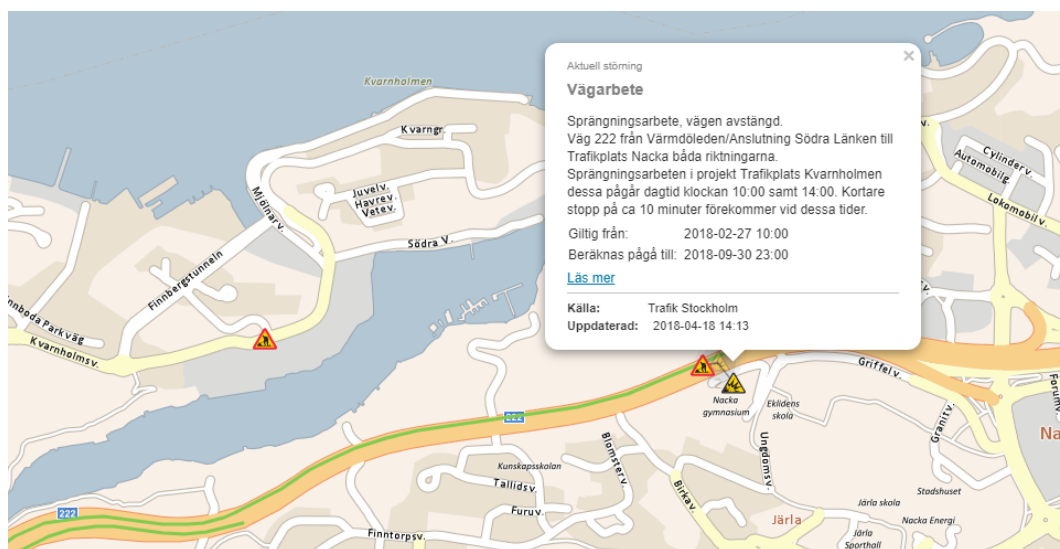 Kvarnholmen
Kvarngr.
Juvelv.
Havrev.
Vetev.
Mjölnarv.
Södra V.
Finnbergstunneln
Kvarnholmsv.
Aktuell störning
×
Vägarbete
Sprängningsarbete, vägen avstängd.
Väg 222 från Värmdöleden/Anslutning Södra Länken till
Trafikplats Nacka båda riktningarna.
Sprängningsarbeten i projekt Trafikplats Kvarnholmen
dessa pågår dagtid klockan 10:00 samt 14:00. Kortare
stopp på ca 10 minuter förekommer vid dessa tider.
Giltig från: 2018-02-27 10:00
Beräknas pågå till: 2018-09-30 23:00
Läs mer
Källa: Trafik Stockholm
Uppdaterad: 2018-04-18 14:13
Cylinderv.
Automobilg.
Lokomobilv.
Griffelv.
Nacka
gymnasium
Eklidens
skola
Granitv.
Forumv.
Na
222
Ungdomsv.
Blomsterv.
Kunskapsskolan
Tallidsv.
Furuv.
Birkav.
Järla skola
Stadshuset
Järla
Nacka Energi
Järla
Sporthall
222
Finntorpsv.